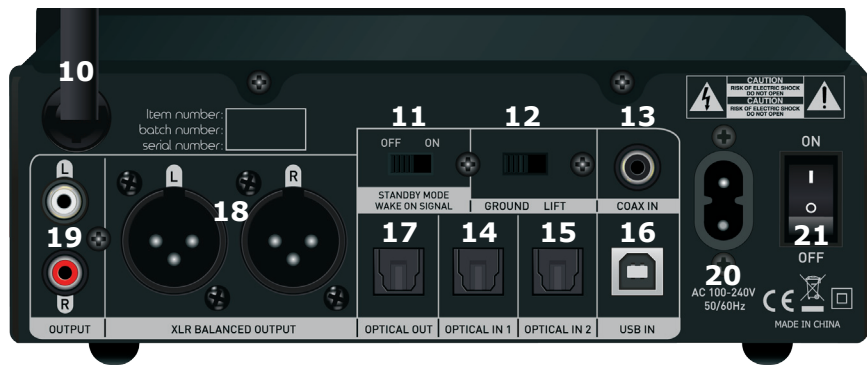 10
Item number:
batch number:
serial number:
11
OFF ON
STANDBY MODE
WAKE ON SIGNAL
12
GROUND LIFT
13
COAX IN
CAUTION
RISK OF ELECTRIC SHOCK
DO NOT OPEN
CAUTION
RISK OF ELECTRIC SHOCK
DO NOT OPEN
ON
I
O
21
OFF
L
19
R
OUTPUT
L
18
R
XLR BALANCED OUTPUT
17
OPTICAL OUT
14
OPTICAL IN 1
15
OPTICAL IN 2
16
USB IN
20
AC 100-240V
50/60Hz
CE
MADE IN CHINA